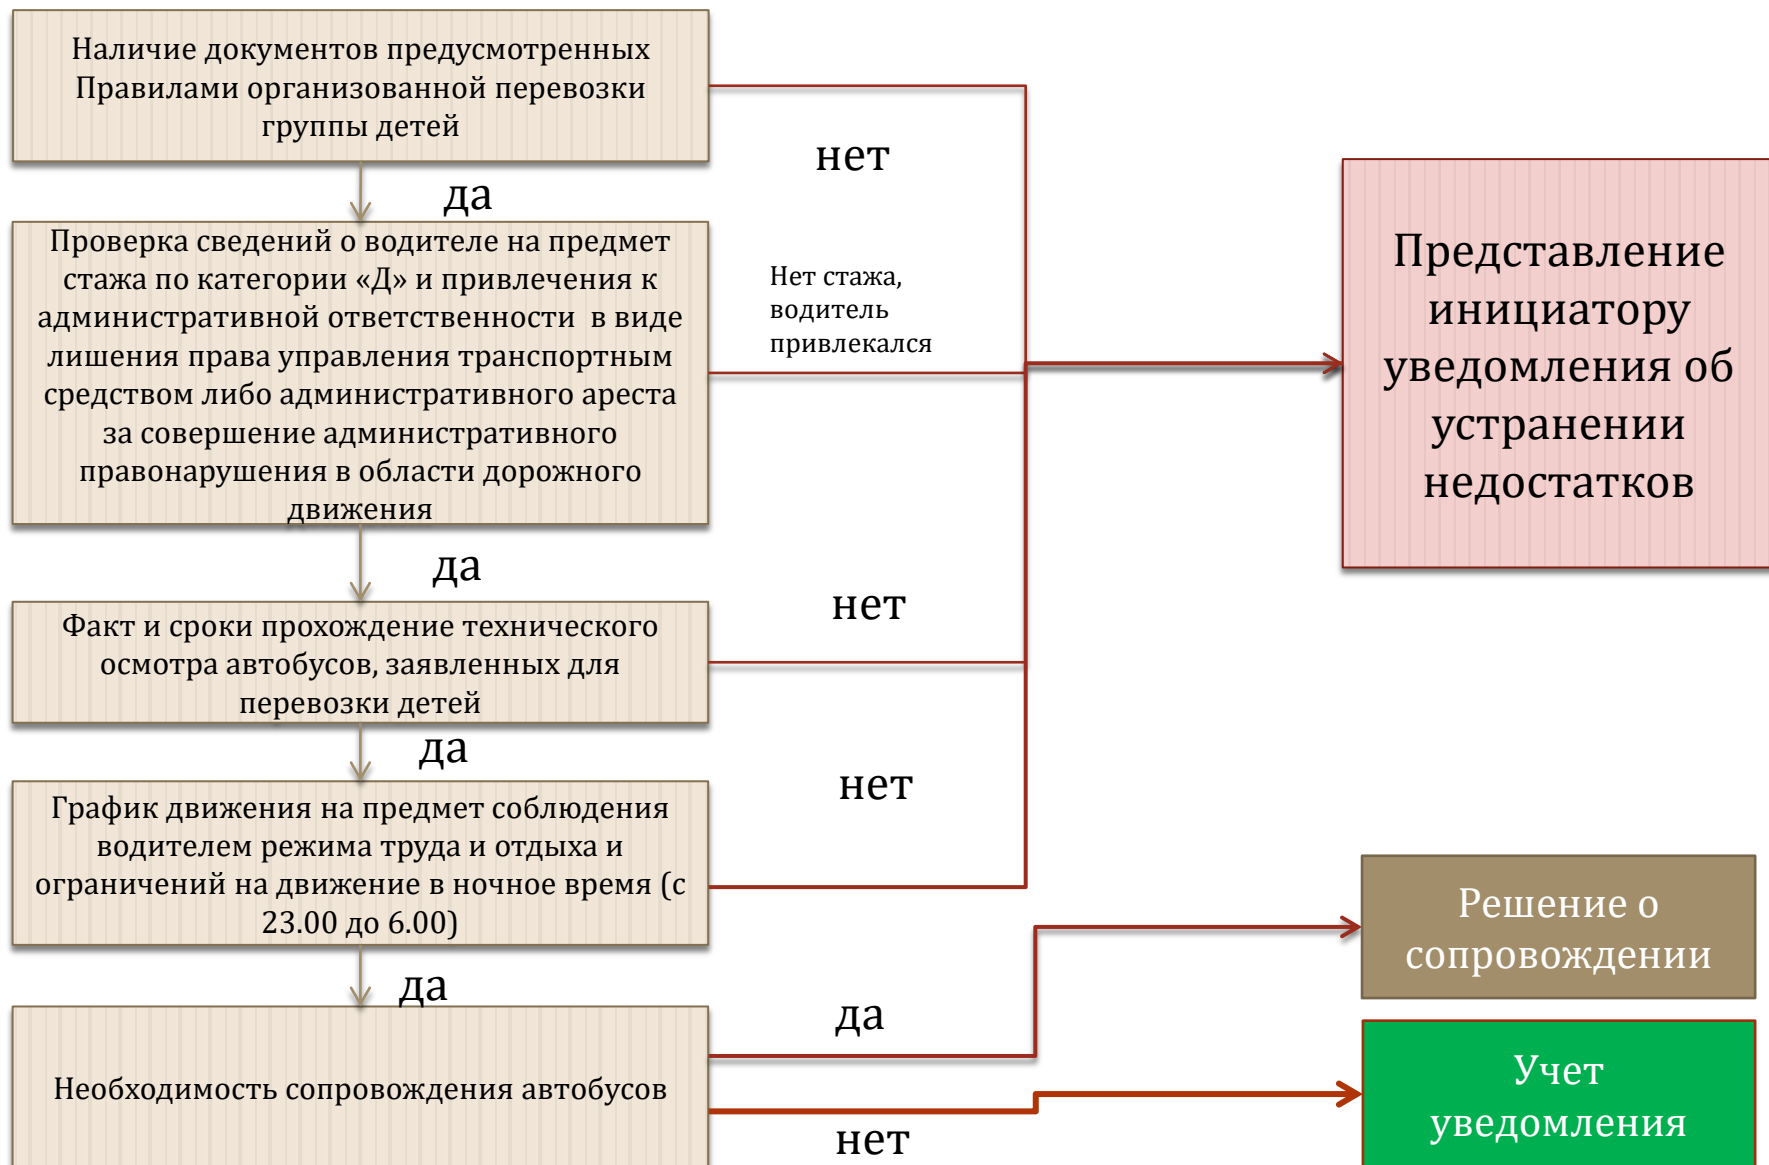 Наличие документов предусмотренных
Правилами организованной перевозки
группы детей
нет
да
Проверка сведений о водителе на предмет
стажа по категории «Д» и привлечения к
административной ответственности в виде
лишения права управления транспортным
средством либо административного ареста
за совершение административного
правонарушения в области дорожного
движения
Нет стажа,
водитель
привлекался
Представление
инициатору
уведомления об
устранении
недостатков
да
нет
Факт и сроки прохождение технического
осмотра автобусов, заявленных для
перевозки детей
да
нет
График движения на предмет соблюдения
водителем режима труда и отдыха и
ограничений на движение в ночное время (с
23.00 до 6.00)
Решение о
сопровождении
да
да
Необходимость сопровождения автобусов
нет
Учет
уведомления